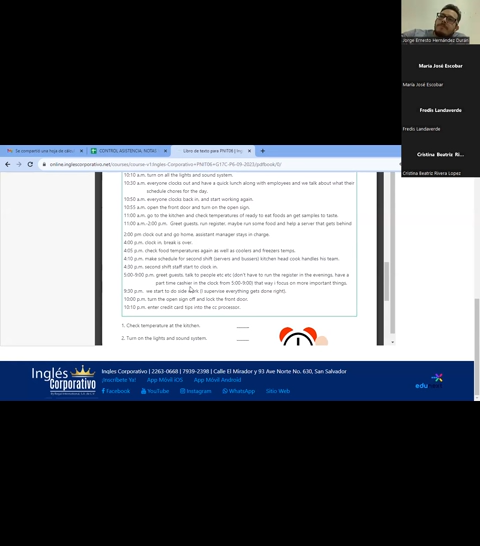 Jorge Ernesto Hernández Duran
María José Escobar
María José Escobar
Fredis Landaverde
Fredis Landaverde
Cristina Beatriz Ri...
Cristina Beatriz Rivera Lopez
Se compartió una hoja de cálcu
CONTROL ASISTENCIA, NOTAS
Libro de texto para PNIT06 | Ing
online.inglescorporativo.net/courses/course-v1:Ingles-Corporativo+PNIT06+G17C-P6-09-2023/pdfbook/0/
10:10 a.m. turn on all the lights and sound system.
10:20 a.m. everyone clocks out and have a quick lunch along with employees and we talk about what their
schedule chores for the day.
10:50 a.m. everyone clocks back in, and start working again.
10:55 a.m. open the front door and turn on the open sign.
11:00 a.m. go to the kitchen and check temperatures of ready to eat foods an get samples to taste.
11:00 a.m.-2:00 p.m. Greet guests, run register, maybe run some food and help a server that gets behind
2:00 pm clock out and go home, assistant manager stays in charge.
4:00 p.m. clock in, break is over.
4:05 p.m. check food temperatures again as well as coolers and freezers temps.
4:10 p.m. make schedule for second shift (servers and bussers) kitchen head cook handles his team.
4:30 p.m. second shift staff start to clock in.
5:00-9:00 p.m. greet guests, talk to people etc etc (don't have to run the register in the evenings, have a
part time cashier in the clock from 5:00-9:00) that way i can focus on more important things.
9:30 p.m. we start to do side work (I supervise everything gets done right).
10:00 p.m. turn the open sign off and lock the front door.
10:10 p.m. enter credit card tips into the cc processor.
1. Check temperature at the kitchen.
2. Turn on the lights and sound system.
Inglés Corporativo
Ingles Corporativo | 2263-0668 | 7939-2398 | Calle El Mirador y 93 Ave Norte No. 630, San Salvador
¡Inscríbete Ya! App Móvil iOS App Móvil Android
Facebook YouTube Instagram WhatsApp Sitio Web
edu